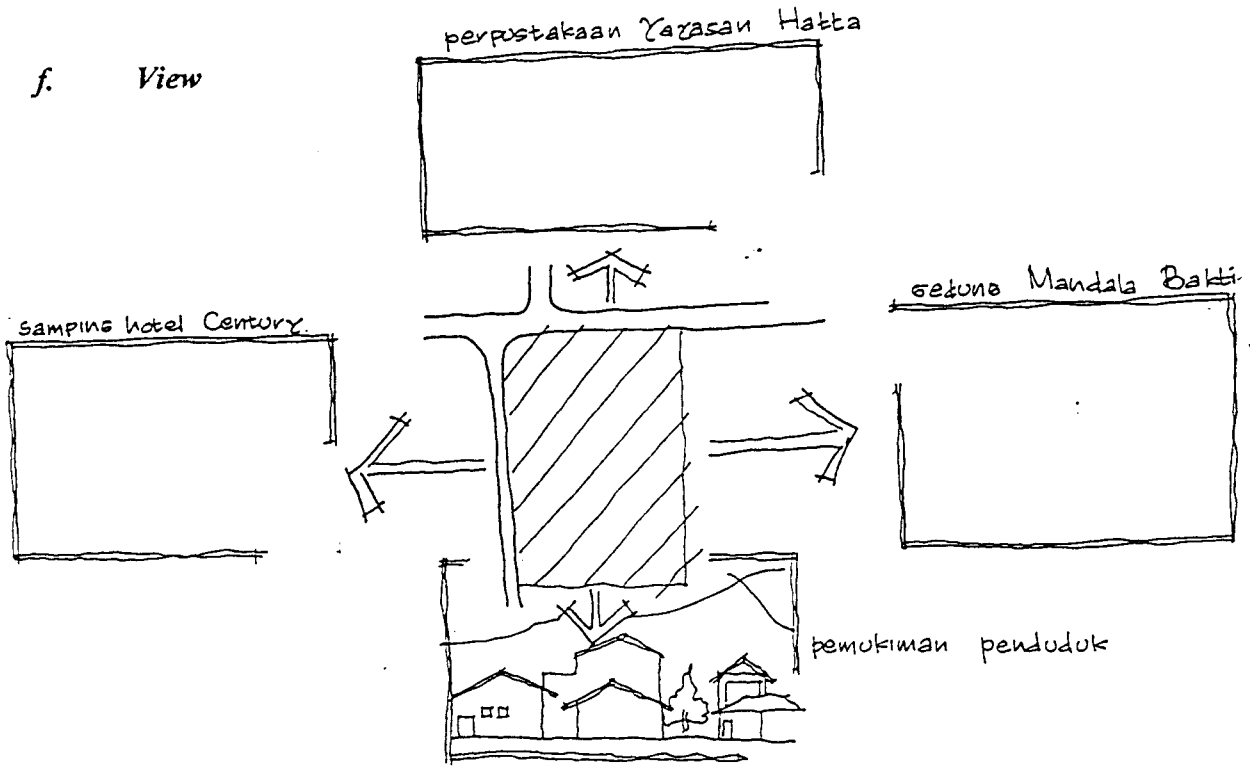 perpustakaan Yayasan Hatta
f. View
gedung Mandala Bakti
samping hotel Century.
pemukiman penduduk